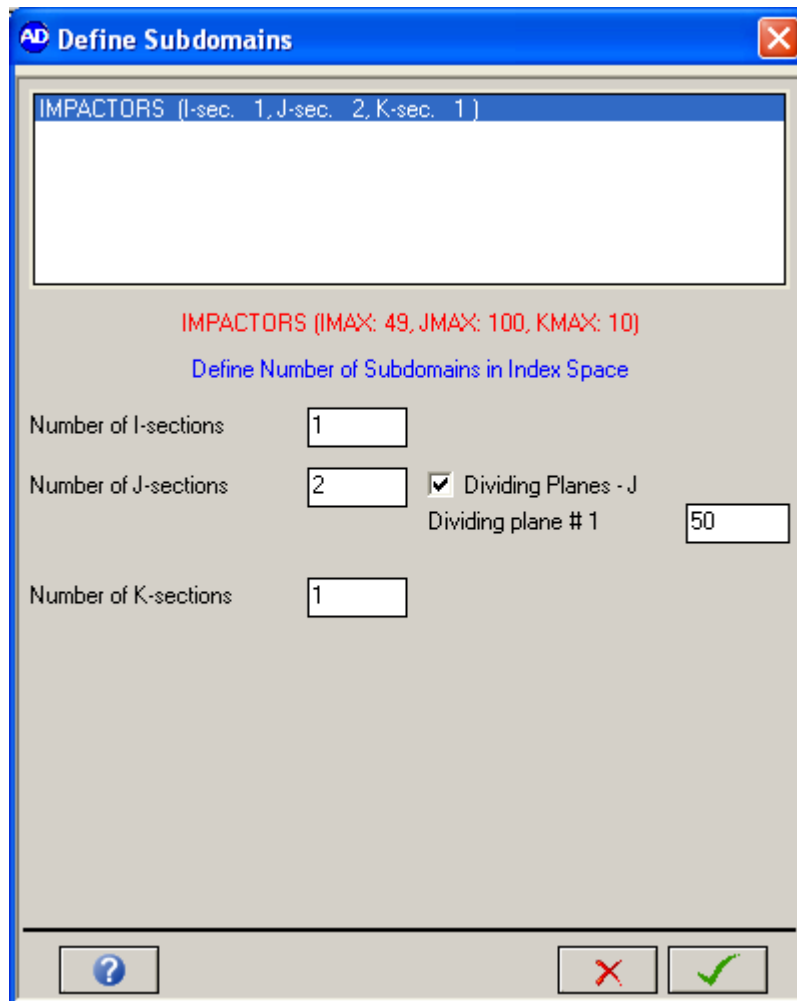 AD Define Subdomains
IMPACTORS (I-sec. 1, J-sec. 2, K-sec. 1 )
IMPACTORS (IMAX: 49, JMAX: 100, KMAX: 10)
Define Number of Subdomains in Index Space
Number of I-sections 1
Number of J-sections 2 Dividing Planes - J
Dividing plane # 1 50
Number of K-sections 1
?